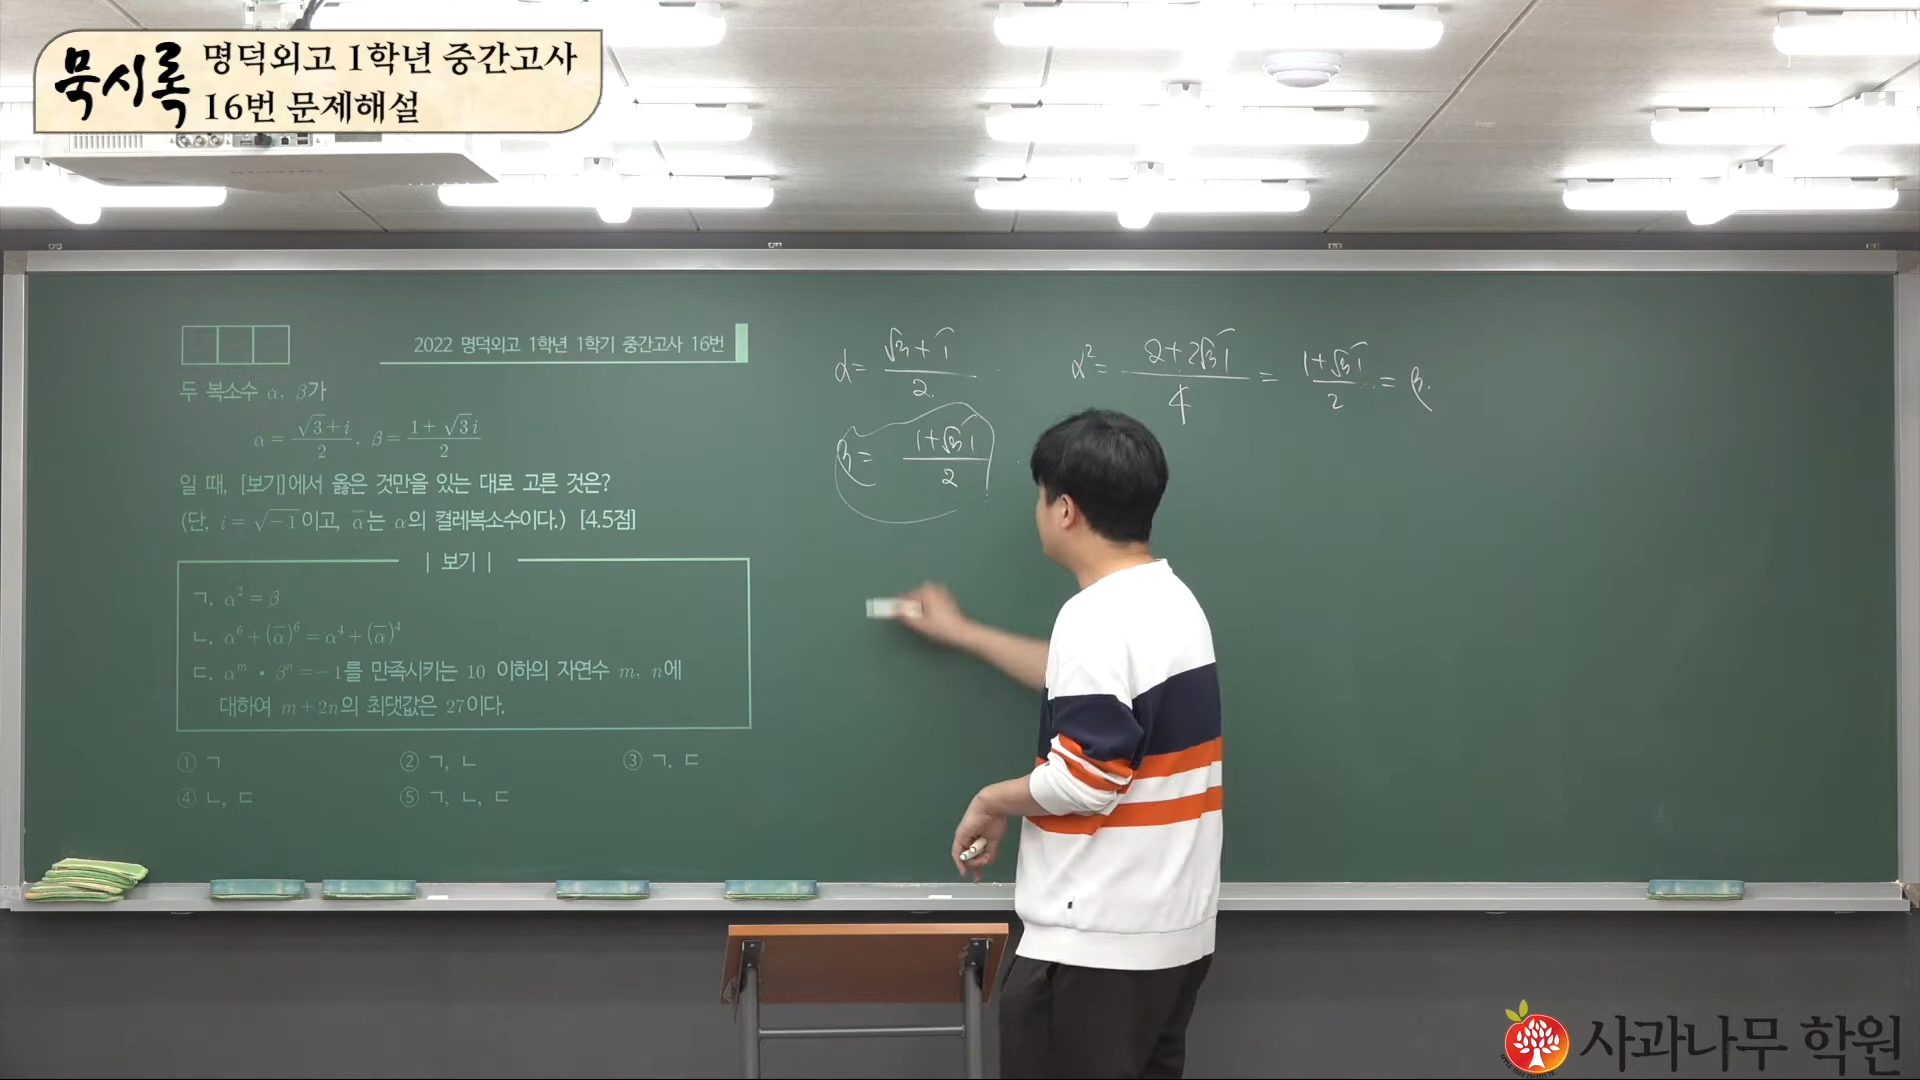 묵시록
명덕외고 1학년 중간고사
16번 문제해설
2022 명덕외고 1학년 1학기 중간고사 16번
두 복소수 α, β가
α = (√3+i)/2, β = (1+√3i)/2
일 때, [보기]에서 옳은 것만을 있는 대로 고른 것은?
(단, i = √-1이고, α̅는 α의 켤레복소수이다.) [4.5점]
| 보기 |
ㄱ. α² = β
ㄴ. α⁶ + (α̅)⁶ = α⁴ + (α̅)⁴
ㄷ. αᵐ • βⁿ = -1를 만족시키는 10 이하의 자연수 m, n에
대하여 m+2n의 최댓값은 27이다.
① ㄱ ② ㄱ, ㄴ ③ ㄱ, ㄷ
④ ㄴ, ㄷ ⑤ ㄱ, ㄴ, ㄷ
α = (√3+i)/2
β = (1+√3i)/2
α² = (2+2√3i)/4 = (1+√3i)/2 = β.
사과나무 학원